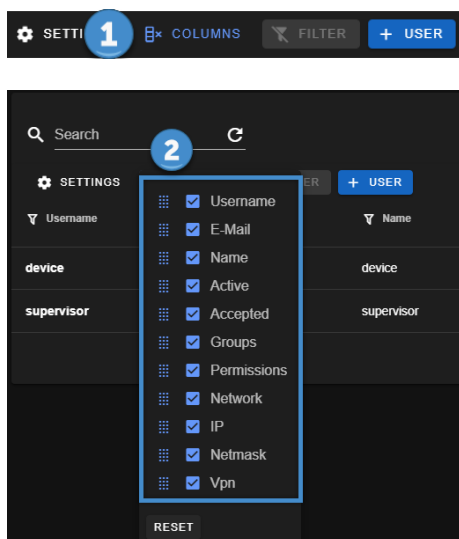 SETTI 1 COLUMNS FILTER + USER
Search
2
SETTINGS ER + USER
Username Name
device device
supervisor supervisor
Username
E-Mail
Name
Active
Accepted
Groups
Permissions
Network
IP
Netmask
Vpn
RESET